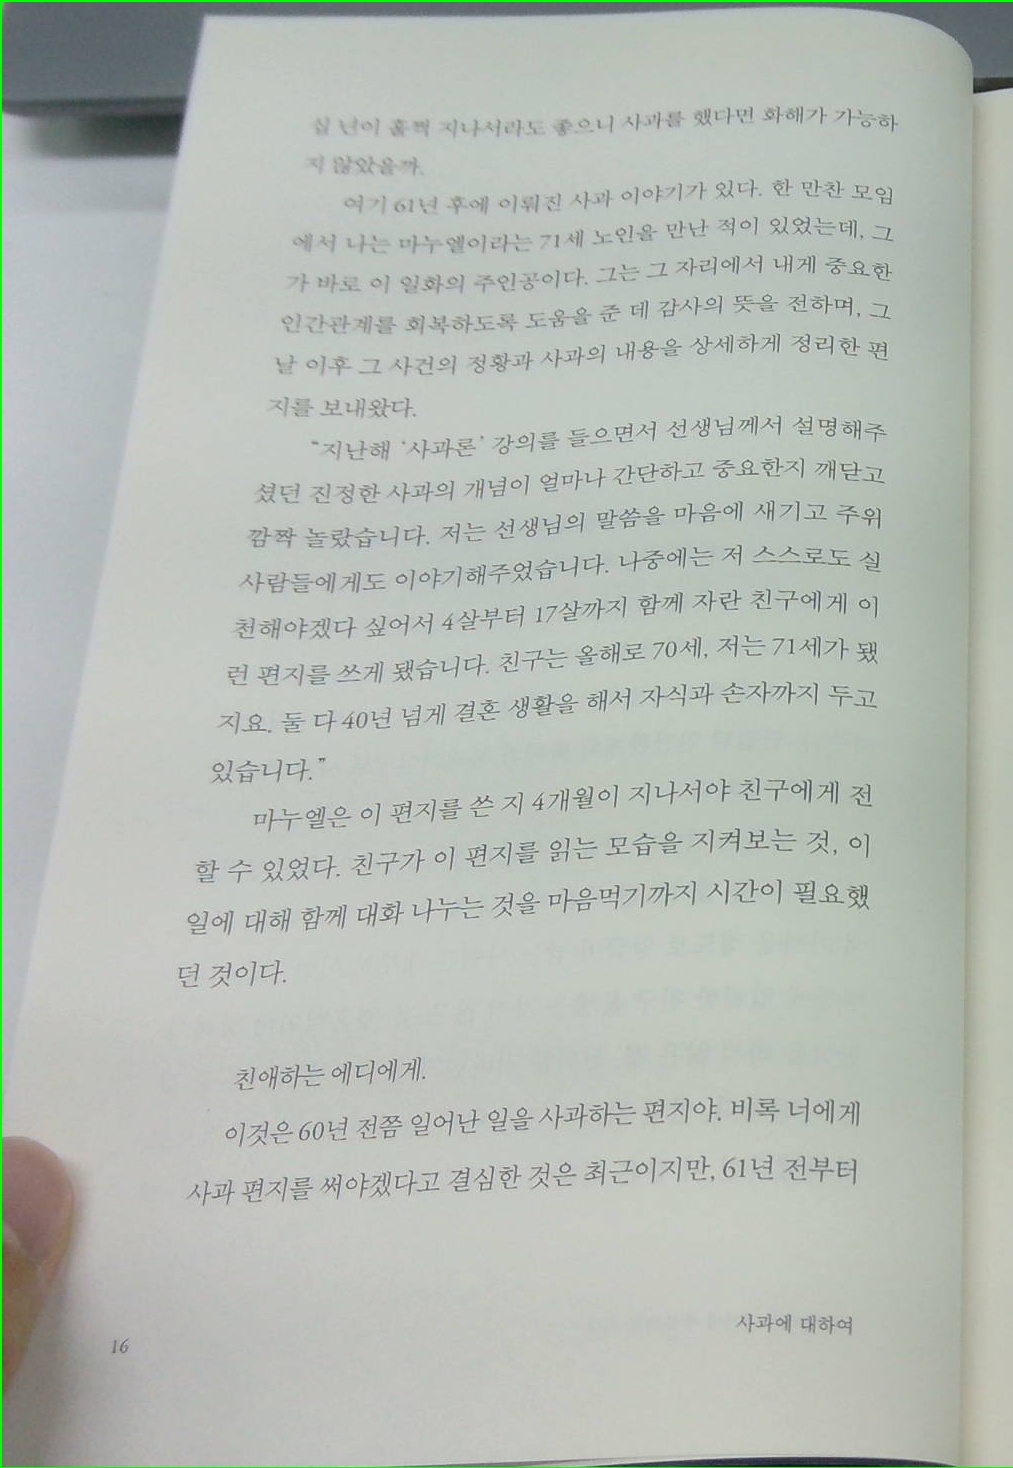 십 년이 훌쩍 지나서라도 좋으니 사과를 했다면 화해가 가능하
지 않았을까.
여기 61년 후에 이뤄진 사과 이야기가 있다. 한 만찬 모임
에서 나는 마누엘이라는 71세 노인을 만난 적이 있었는데, 그
가 바로 이 일화의 주인공이다. 그는 그 자리에서 내게 중요한
인간관계를 회복하도록 도움을 준 데 감사의 뜻을 전하며, 그
날 이후 그 사건의 정황과 사과의 내용을 상세하게 정리한 편
지를 보내왔다.
“지난해 ‘사과론’ 강의를 들으면서 선생님께서 설명해주
셨던 진정한 사과의 개념이 얼마나 간단하고 중요한지 깨닫고
깜짝 놀랐습니다. 저는 선생님의 말씀을 마음에 새기고 주위
사람들에게도 이야기해주었습니다. 나중에는 저 스스로도 실
천해야겠다 싶어서 4살부터 17살까지 함께 자란 친구에게 이
런 편지를 쓰게 됐습니다. 친구는 올해로 70세, 저는 71세가 됐
지요. 둘 다 40년 넘게 결혼 생활을 해서 자식과 손자까지 두고
있습니다.”
마누엘은 이 편지를 쓴 지 4개월이 지나서야 친구에게 전
할 수 있었다. 친구가 이 편지를 읽는 모습을 지켜보는 것, 이
일에 대해 함께 대화 나누는 것을 마음먹기까지 시간이 필요했
던 것이다.
친애하는 에디에게.
이것은 60년 전쯤 일어난 일을 사과하는 편지야. 비록 너에게
사과 편지를 써야겠다고 결심한 것은 최근이지만, 61년 전부터
사과에 대하여
16